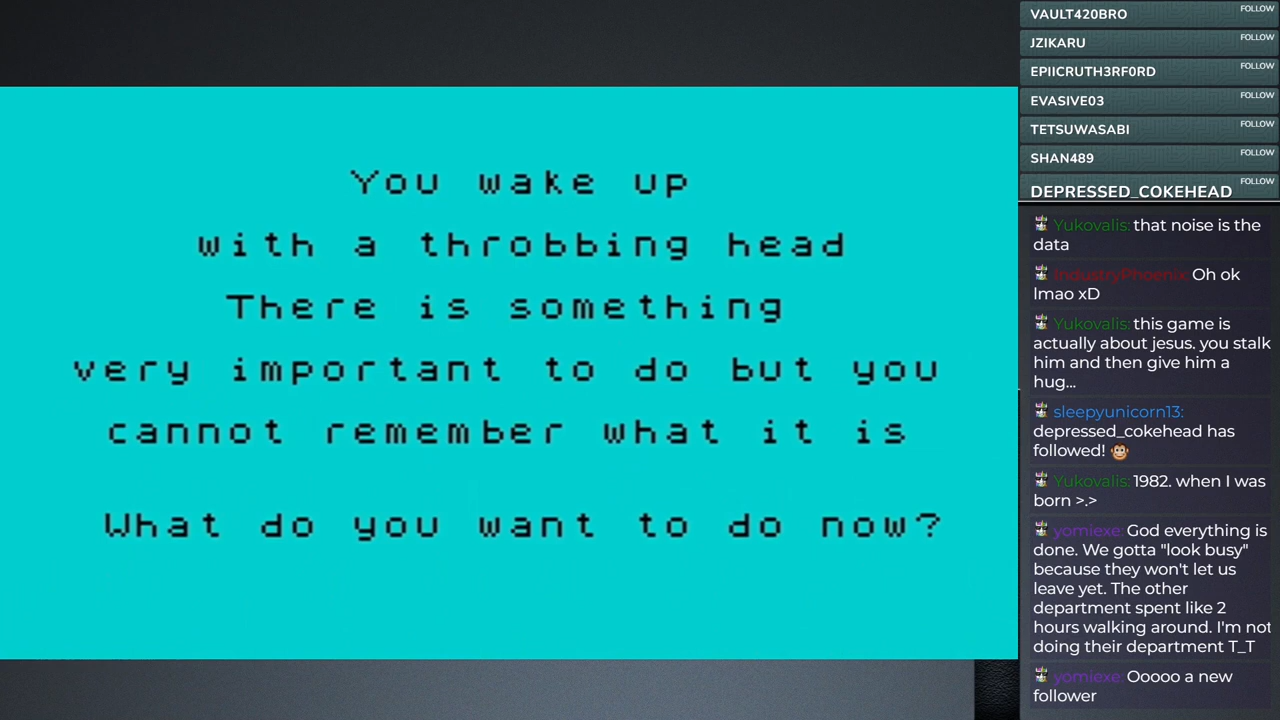 You wake up
with a throbbing head
There is something
very important to do but you
cannot remember what it is
What do you want to do now?
VAULT420BRO FOLLOW
JZIKARU FOLLOW
EPIICRUTH3RF0RD FOLLOW
EVASIVE03 FOLLOW
TETSUWASABI FOLLOW
SHAN489 FOLLOW
DEPRESSED_COKEHEAD FOLLOW
Yukovalis: that noise is the
data
IndustryPhoenix: Oh ok
lmao xD
Yukovalis: this game is
actually about jesus. you stalk
him and then give him a
hug...
sleepyunicorn13:
depressed_cokehead has
followed!
Yukovalis: 1982. when I was
born >.>
yomiexe: God everything is
done. We gotta "look busy"
because they won't let us
leave yet. The other
department spent like 2
hours walking around. I'm not
doing their department T_T
yomiexe: Ooooo a new
follower